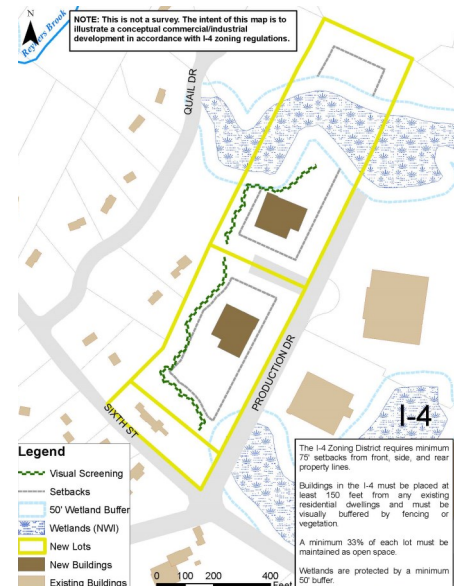 N
Reyners Brook
NOTE: This is not a survey. The intent of this map is to
illustrate a conceptual commercial/industrial
development in accordance with I-4 zoning regulations.
QUAIL DR
PRODUCTION DR
SIXTH ST
I-4
Legend
Visual Screening
Setbacks
50' Wetland Buffer
Wetlands (NWI)
New Lots
New Buildings
Existing Buildings
0 100 200 400
Feet
The I-4 Zoning District requires minimum
75' setbacks from front, side, and rear
property lines.
Buildings in the I-4 must be placed at
least 150 feet from any existing
residential dwellings and must be
visually buffered by fencing or
vegetation.
A minimum 33% of each lot must be
maintained as open space.
Wetlands are protected by a minimum
50' buffer.